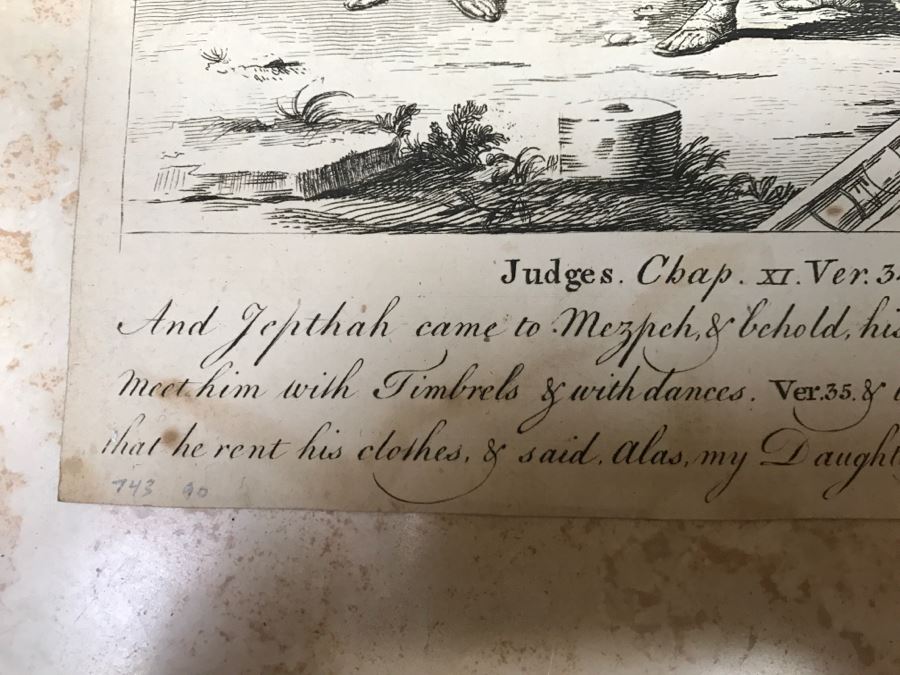 Judges. Chap. XI. Ver. 34
And Jepthah came to Mezpeh, & behold, his
meet him with Timbrels & with dances. Ver. 35. &
that he rent his clothes, & said, Alas, my Daught
743 90